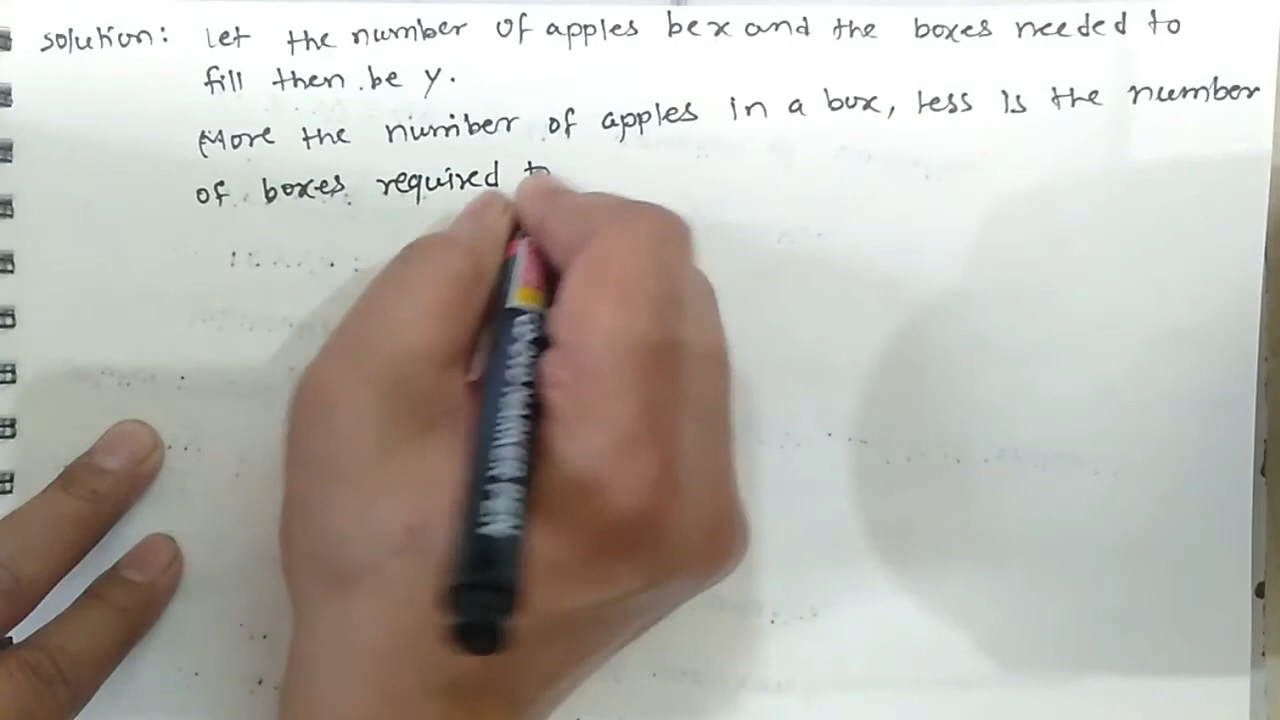 solution: Let the number of apples be x and the boxes needed to
fill then be y.
More the number of apples in a box, less is the number
of boxes required